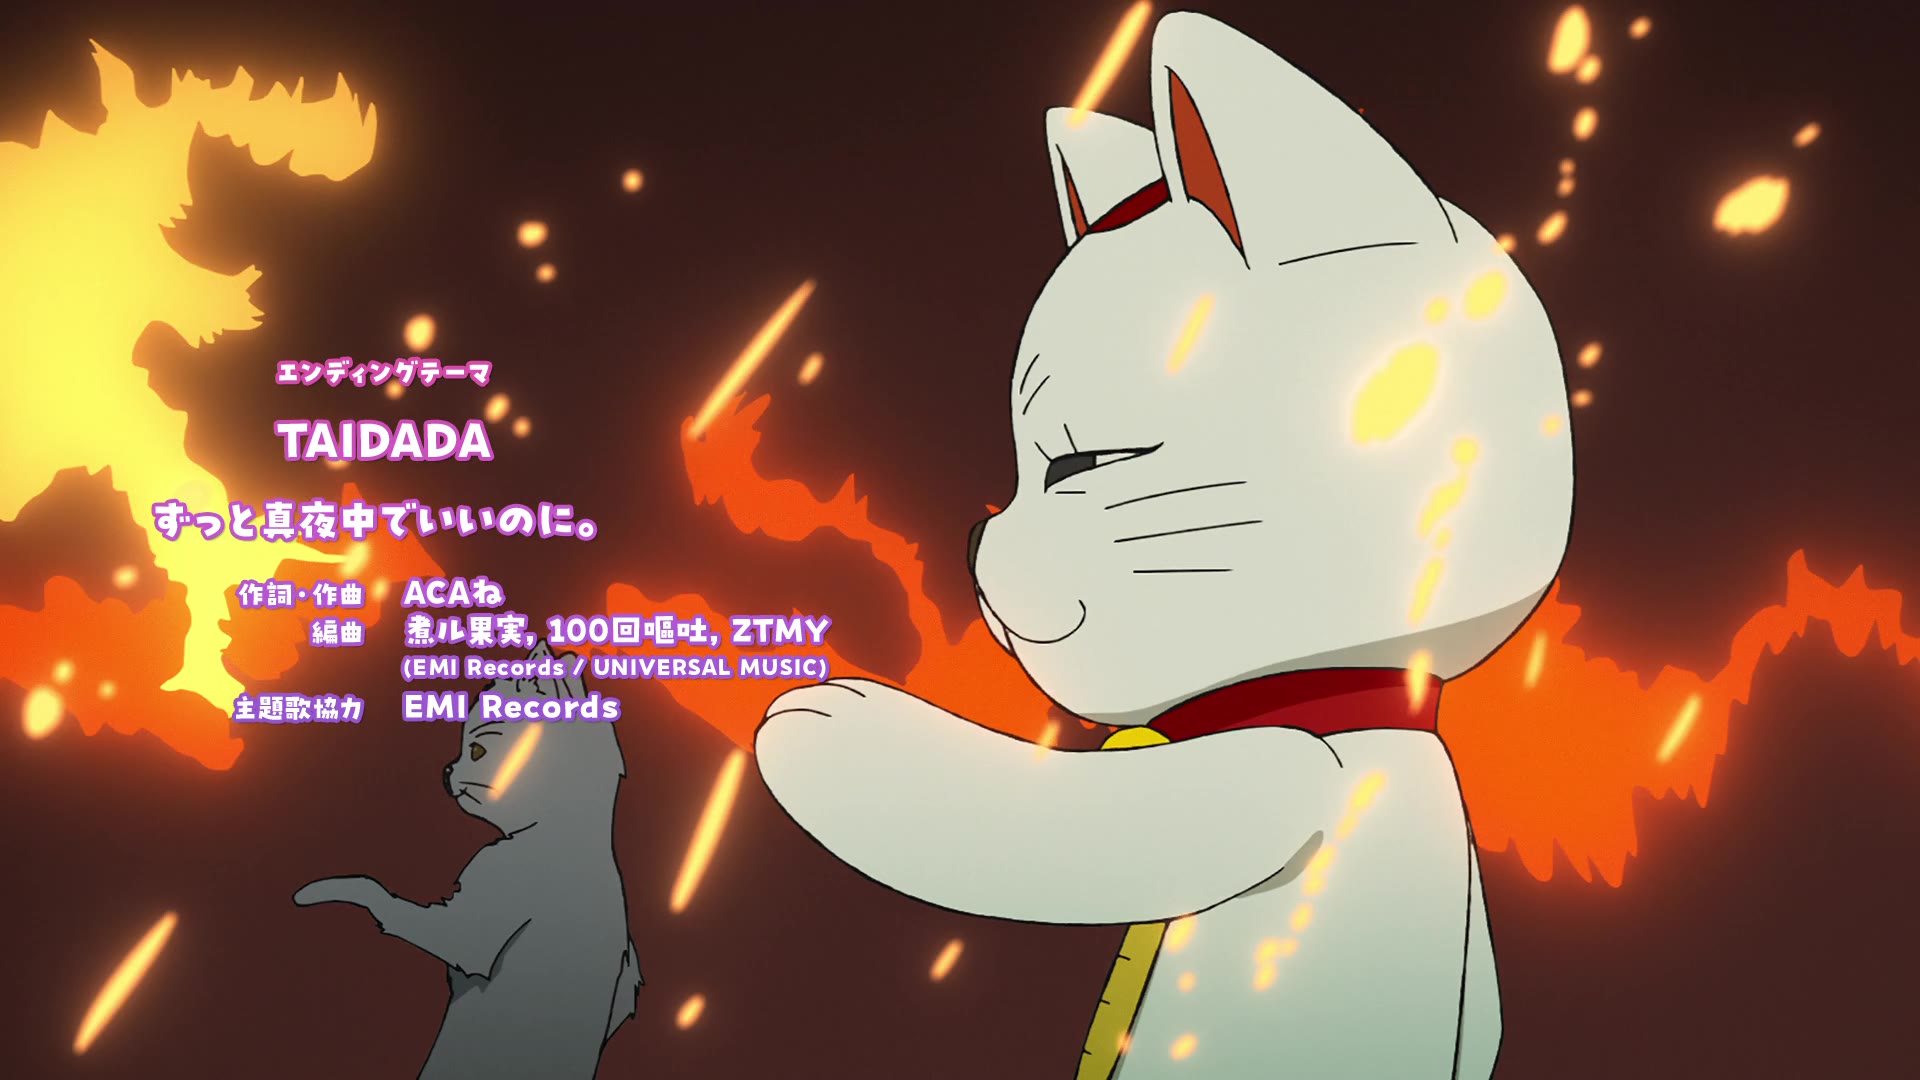 エンディングテーマ
TAIDADA
ずっと真夜中でいいのに。
作詞・作曲 ACAね
編曲 煮ル果実, 100回嘔吐, ZTMY
(EMI Records / UNIVERSAL MUSIC)
主題歌協力 EMI Records